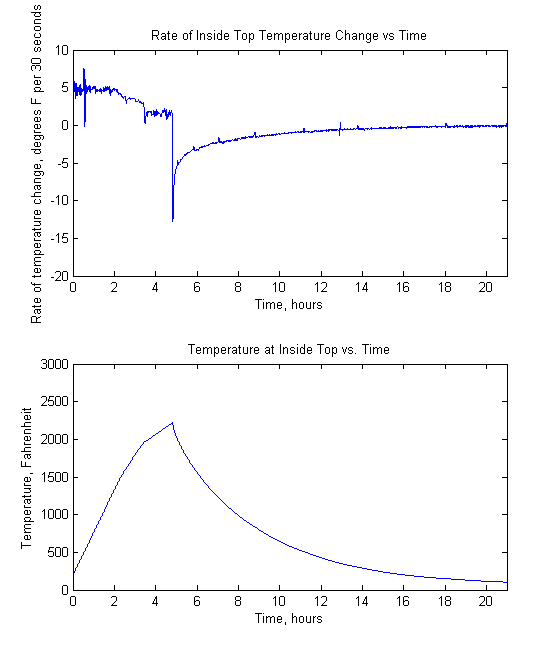 Rate of Inside Top Temperature Change vs Time
Rate of temperature change, degrees F per 30 seconds
10
5
0
-5
-10
-15
-20
0 2 4 6 8 10 12 14 16 18 20
Time, hours
Temperature at Inside Top vs. Time
Temperature, Fahrenheit
3000
2500
2000
1500
1000
500
0
0 2 4 6 8 10 12 14 16 18 20
Time, hours